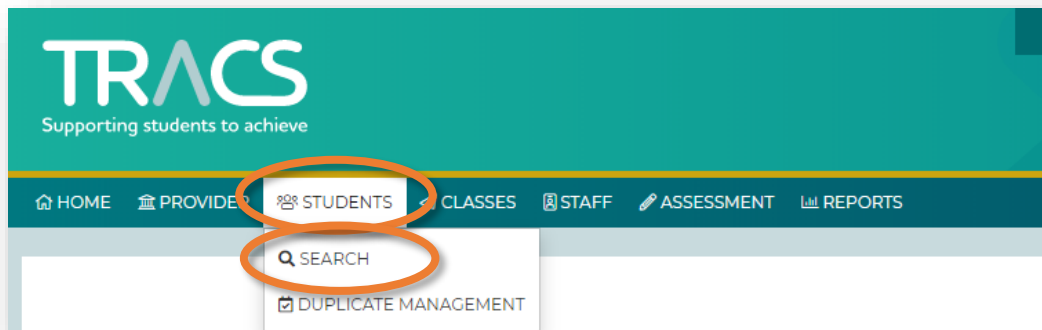 TRACS
Supporting students to achieve
HOME PROVIDER STUDENTS CLASSES STAFF ASSESSMENT REPORTS
SEARCH
DUPLICATE MANAGEMENT